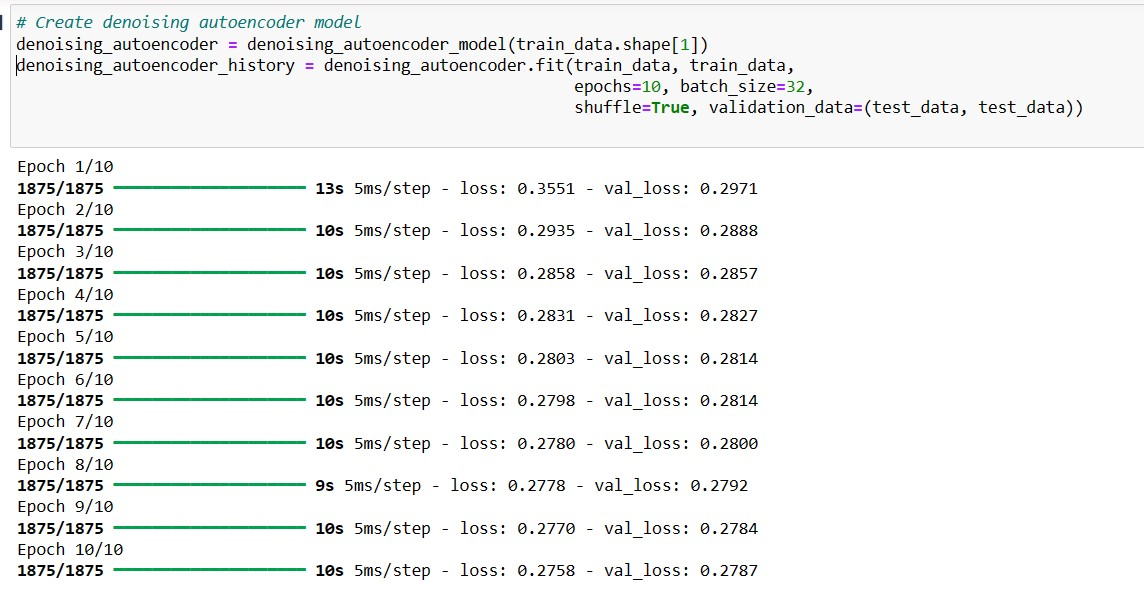 # Create denoising autoencoder model
denoising_autoencoder = denoising_autoencoder_model(train_data.shape[1])
denoising_autoencoder_history = denoising_autoencoder.fit(train_data, train_data,
epochs=10, batch_size=32,
shuffle=True, validation_data=(test_data, test_data))
Epoch 1/10
1875/1875 13s 5ms/step - loss: 0.3551 - val_loss: 0.2971
Epoch 2/10
1875/1875 10s 5ms/step - loss: 0.2935 - val_loss: 0.2888
Epoch 3/10
1875/1875 10s 5ms/step - loss: 0.2858 - val_loss: 0.2857
Epoch 4/10
1875/1875 10s 5ms/step - loss: 0.2831 - val_loss: 0.2827
Epoch 5/10
1875/1875 10s 5ms/step - loss: 0.2803 - val_loss: 0.2814
Epoch 6/10
1875/1875 10s 5ms/step - loss: 0.2798 - val_loss: 0.2814
Epoch 7/10
1875/1875 10s 5ms/step - loss: 0.2780 - val_loss: 0.2800
Epoch 8/10
1875/1875 9s 5ms/step - loss: 0.2778 - val_loss: 0.2792
Epoch 9/10
1875/1875 10s 5ms/step - loss: 0.2770 - val_loss: 0.2784
Epoch 10/10
1875/1875 10s 5ms/step - loss: 0.2758 - val_loss: 0.2787